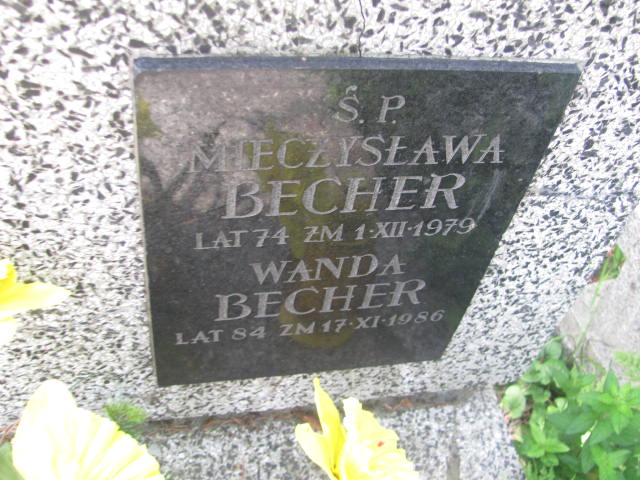 Ś. P.
MIECZYSŁAWA
BECHER
LAT 74 ZM 1·XII·1979
WANDA
BECHER
LAT 84 ZM 17·XI·1986